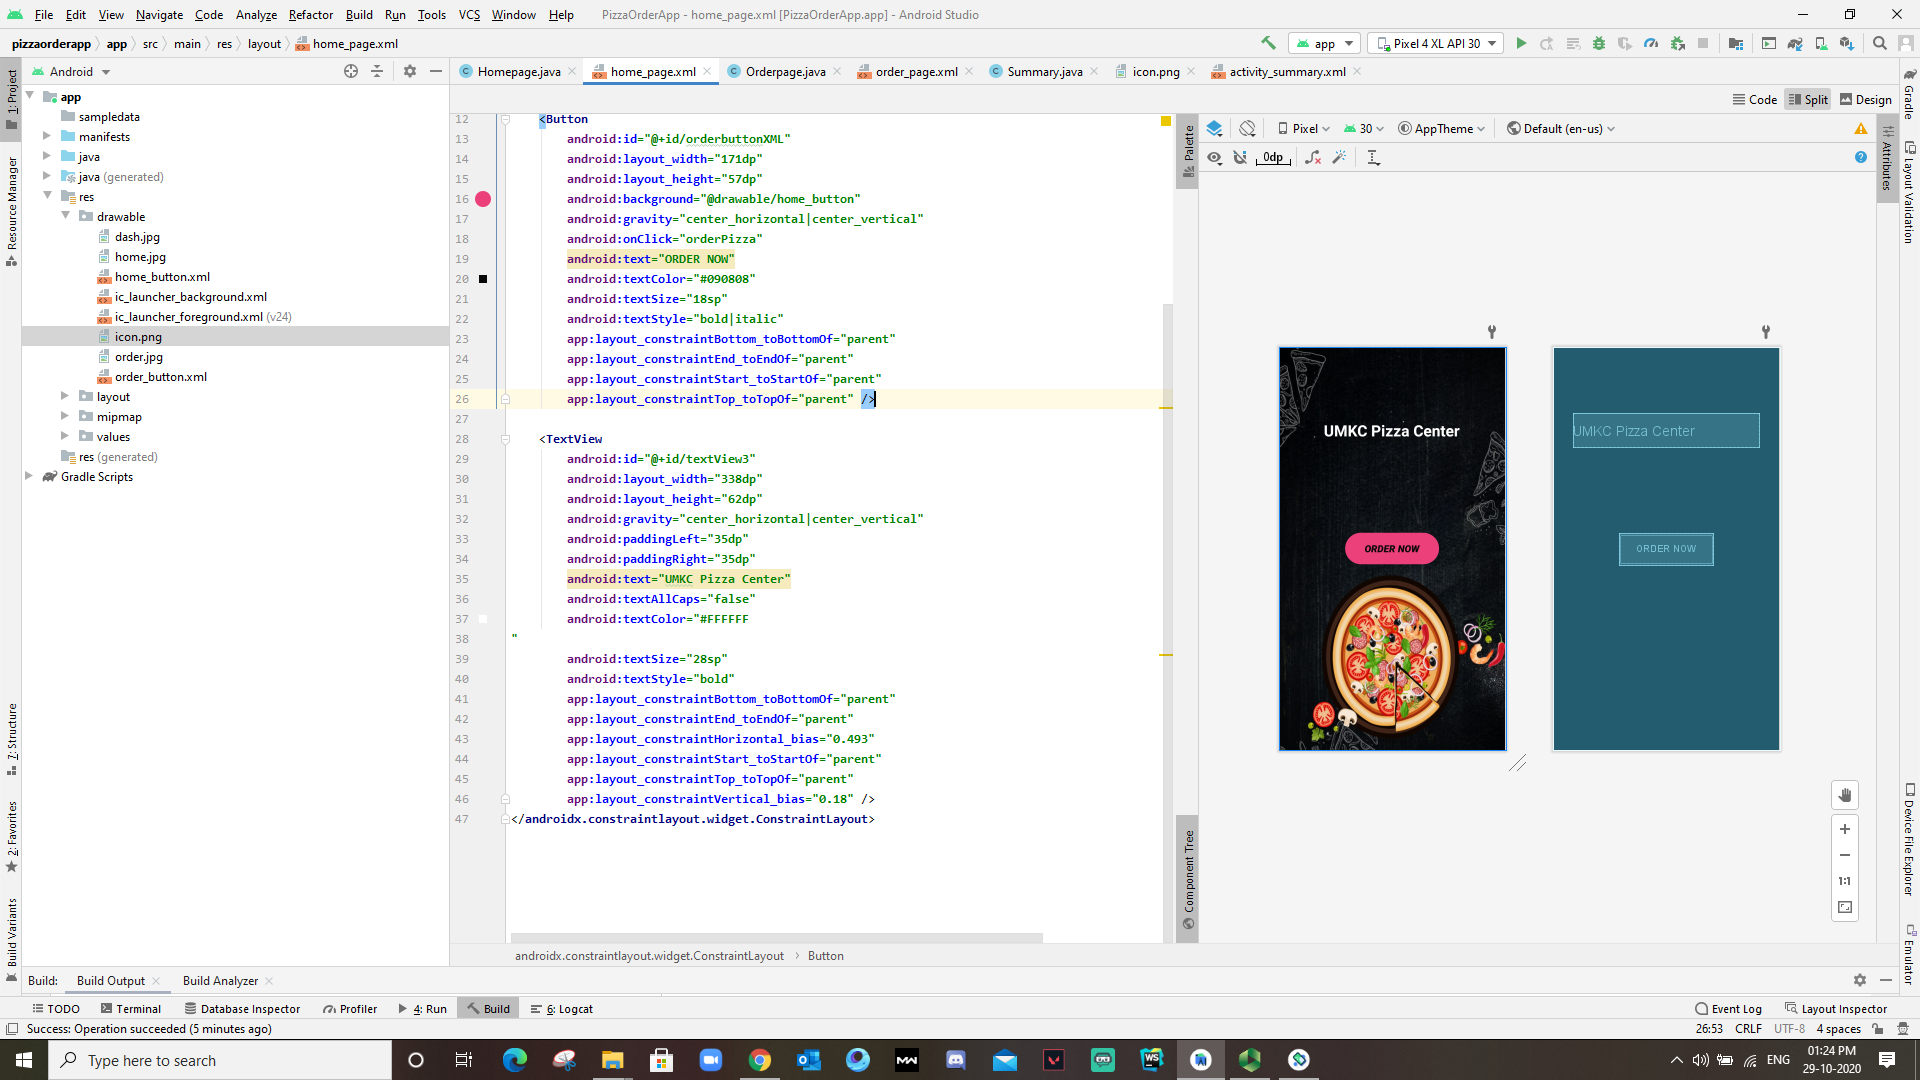 File Edit View Navigate Code Analyze Refactor Build Run Tools VCS Window Help PizzaOrderApp - home_page.xml [PizzaOrderApp.app] - Android Studio
pizzaorderapp app src main res layout home_page.xml app Pixel 4 XL API 30
Android Homepage.java home_page.xml Orderpage.java order_page.xml Summary.java icon.png activity_summary.xml
Code Split Design
1: Project
Resource Manager
7: Structure
2: Favorites
Build Variants
app
sampledata
manifests
java
java (generated)
res
drawable
dash.jpg
home.jpg
home_button.xml
ic_launcher_background.xml
ic_launcher_foreground.xml (v24)
icon.png
order.jpg
order_button.xml
layout
mipmap
values
res (generated)
Gradle Scripts
12 <Button
13 android:id="@+id/orderbuttonXML"
14 android:layout_width="171dp"
15 android:layout_height="57dp"
16 android:background="@drawable/home_button"
17 android:gravity="center_horizontal|center_vertical"
18 android:onClick="orderPizza"
19 android:text="ORDER NOW"
20 android:textColor="#090808"
21 android:textSize="18sp"
22 android:textStyle="bold|italic"
23 app:layout_constraintBottom_toBottomOf="parent"
24 app:layout_constraintEnd_toEndOf="parent"
25 app:layout_constraintStart_toStartOf="parent"
26 app:layout_constraintTop_toTopOf="parent" />
27
28 <TextView
29 android:id="@+id/textView3"
30 android:layout_width="338dp"
31 android:layout_height="62dp"
32 android:gravity="center_horizontal|center_vertical"
33 android:paddingLeft="35dp"
34 android:paddingRight="35dp"
35 android:text="UMKC Pizza Center"
36 android:textAllCaps="false"
37 android:textColor="#FFFFFF
38 "
39 android:textSize="28sp"
40 android:textStyle="bold"
41 app:layout_constraintBottom_toBottomOf="parent"
42 app:layout_constraintEnd_toEndOf="parent"
43 app:layout_constraintHorizontal_bias="0.493"
44 app:layout_constraintStart_toStartOf="parent"
45 app:layout_constraintTop_toTopOf="parent"
46 app:layout_constraintVertical_bias="0.18" />
47 </androidx.constraintlayout.widget.ConstraintLayout>
androidx.constraintlayout.widget.ConstraintLayout Button
Palette
Component Tree
Pixel 30 AppTheme Default (en-us)
0dp
UMKC Pizza Center
ORDER NOW
UMKC Pizza Center
ORDER NOW
1:1
Attributes
Gradle
Layout Validation
Device File Explorer
Emulator
Build: Build Output Build Analyzer
TODO Terminal Database Inspector Profiler 4: Run Build 6: Logcat Event Log Layout Inspector
Success: Operation succeeded (5 minutes ago) 26:53 CRLF UTF-8 4 spaces
Type here to search ENG 01:24 PM
29-10-2020